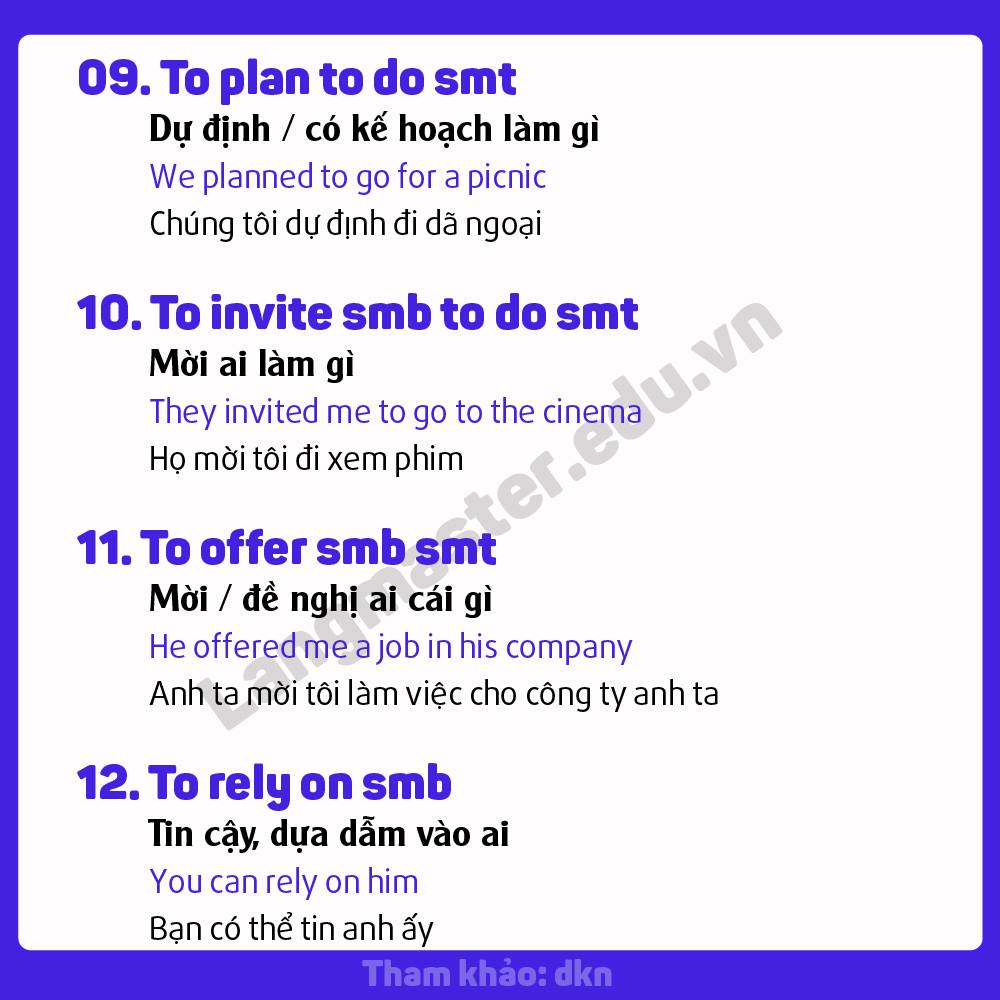 09. To plan to do smt
Dự định / có kế hoạch làm gì
We planned to go for a picnic
Chúng tôi dự định đi dã ngoại
10. To invite smb to do smt
Mời ai làm gì
They invited me to go to the cinema
Họ mời tôi đi xem phim
11. To offer smb smt
Mời / đề nghị ai cái gì
He offered me a job in his company
Anh ta mời tôi làm việc cho công ty anh ta
12. To rely on smb
Tin cậy, dựa dẫm vào ai
You can rely on him
Bạn có thể tin anh ấy
Langmaster.edu.vn
Tham khảo: dkn